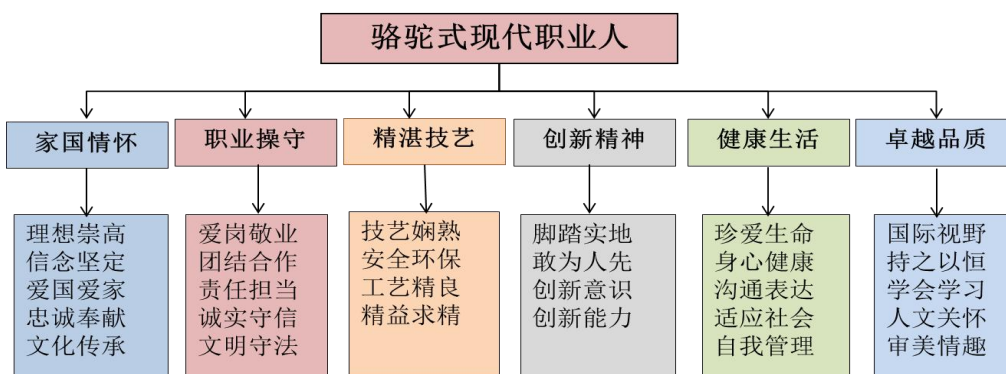 骆驼式现代职业人
家国情怀
职业操守
精湛技艺
创新精神
健康生活
卓越品质
理想崇高
信念坚定
爱国爱家
忠诚奉献
文化传承
爱岗敬业
团结合作
责任担当
诚实守信
文明守法
技艺娴熟
安全环保
工艺精良
精益求精
脚踏实地
敢为人先
创新意识
创新能力
珍爱生命
身心健康
沟通表达
适应社会
自我管理
国际视野
持之以恒
学会学习
人文关怀
审美情趣